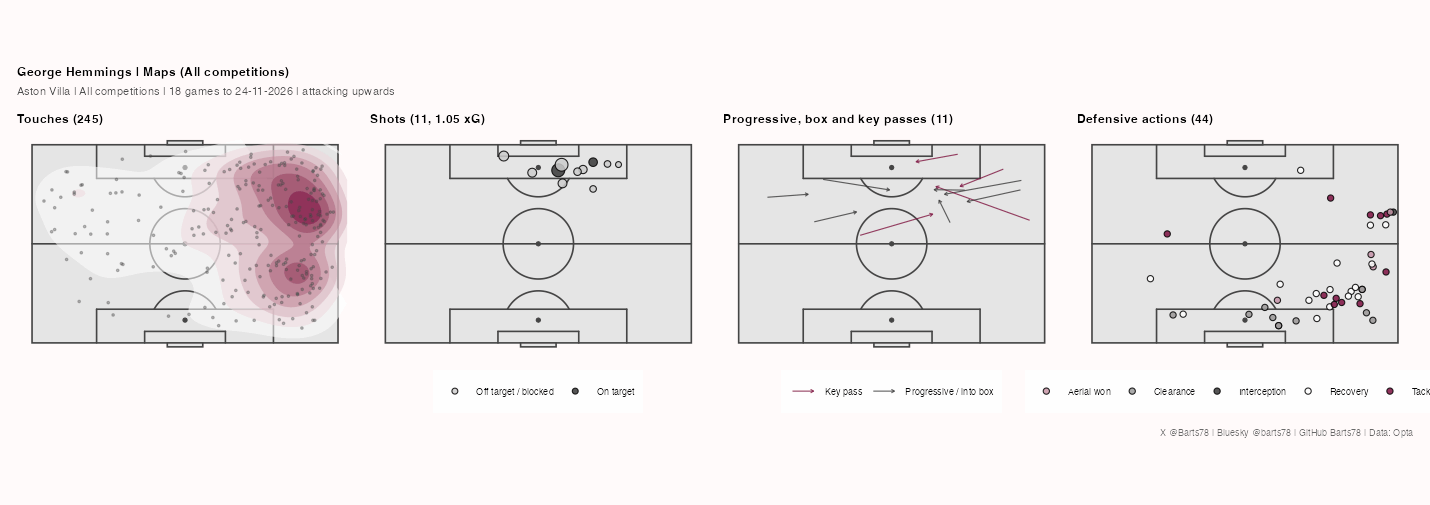 George Hemmings | Maps (All competitions)
Aston Villa | All competitions | 18 games to 24-11-2026 | attacking upwards
Touches (245)
Shots (11, 1.05 xG)
Progressive, box and key passes (11)
Defensive actions (44)
Off target / blocked
On target
Key pass
Progressive / into box
Aerial won
Clearance
Interception
Recovery
Tack
X @Barts78 | Bluesky @barts78 | GitHub Barts78 | Data: Opta